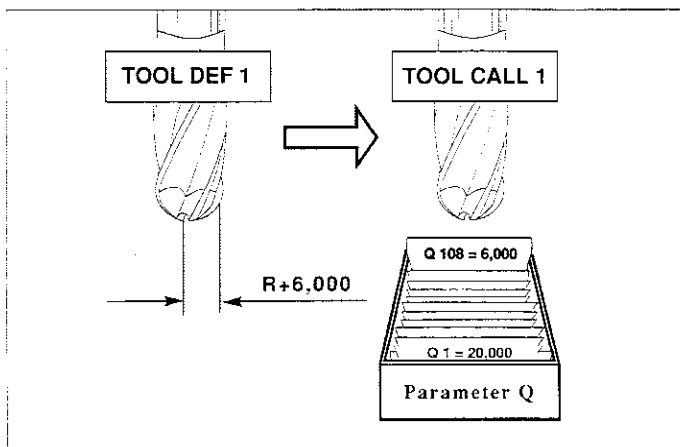 TOOL DEF 1
TOOL CALL 1
R+6,000
Q 108 = 6,000
Q 1 = 20,000
Parameter Q